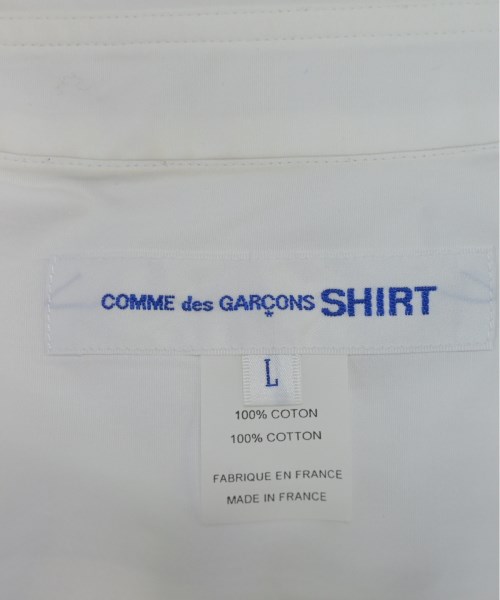 COMME des GARÇONS SHIRT
L
100% COTON
100% COTTON
FABRIQUE EN FRANCE
MADE IN FRANCE